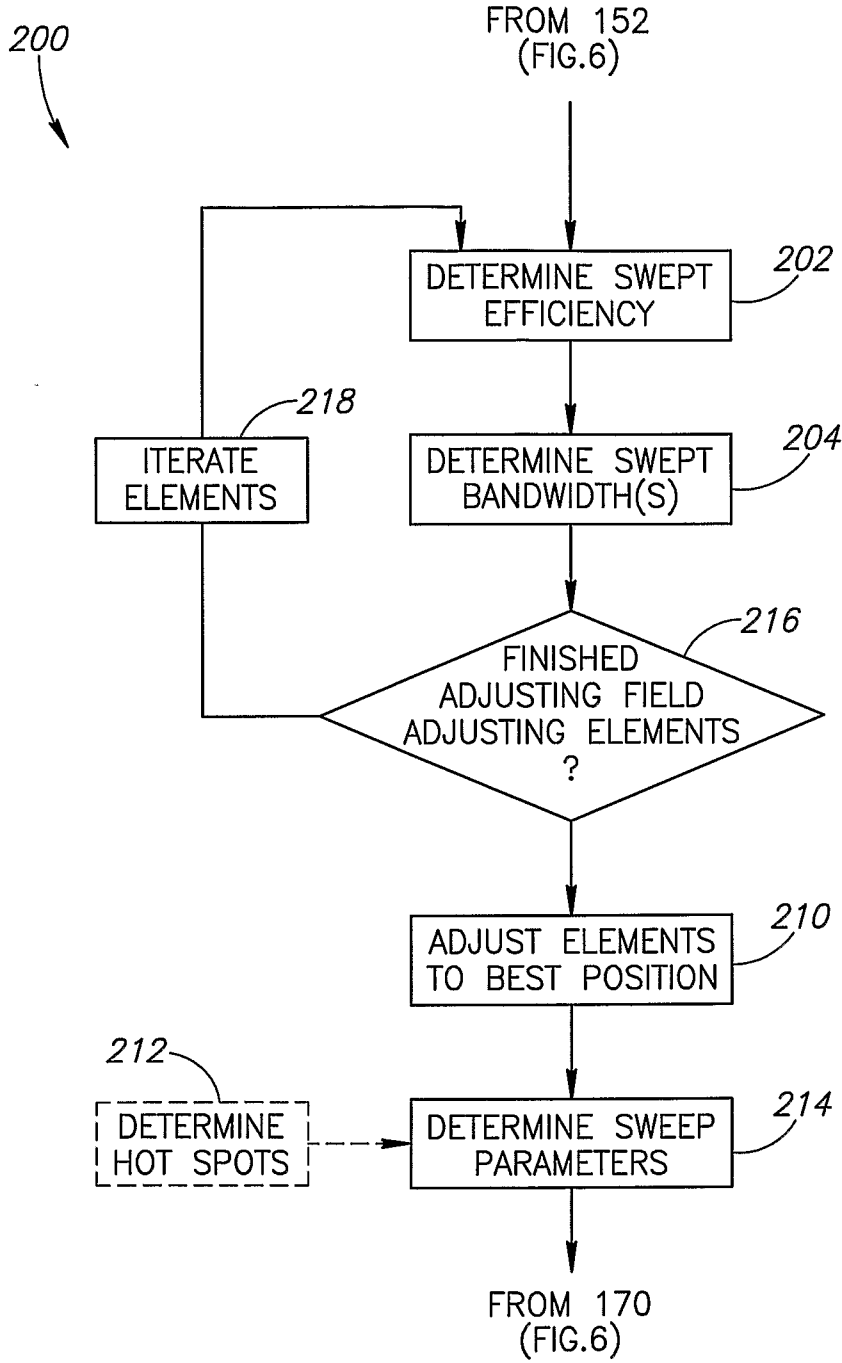 200
FROM 152
(FIG.6)
DETERMINE SWEPT
EFFICIENCY
202
218
ITERATE
ELEMENTS
DETERMINE SWEPT
BANDWIDTH(S)
204
FINISHED
ADJUSTING FIELD
ADJUSTING ELEMENTS
?
216
ADJUST ELEMENTS
TO BEST POSITION
210
212
DETERMINE
HOT SPOTS
DETERMINE SWEEP
PARAMETERS
214
FROM 170
(FIG.6)